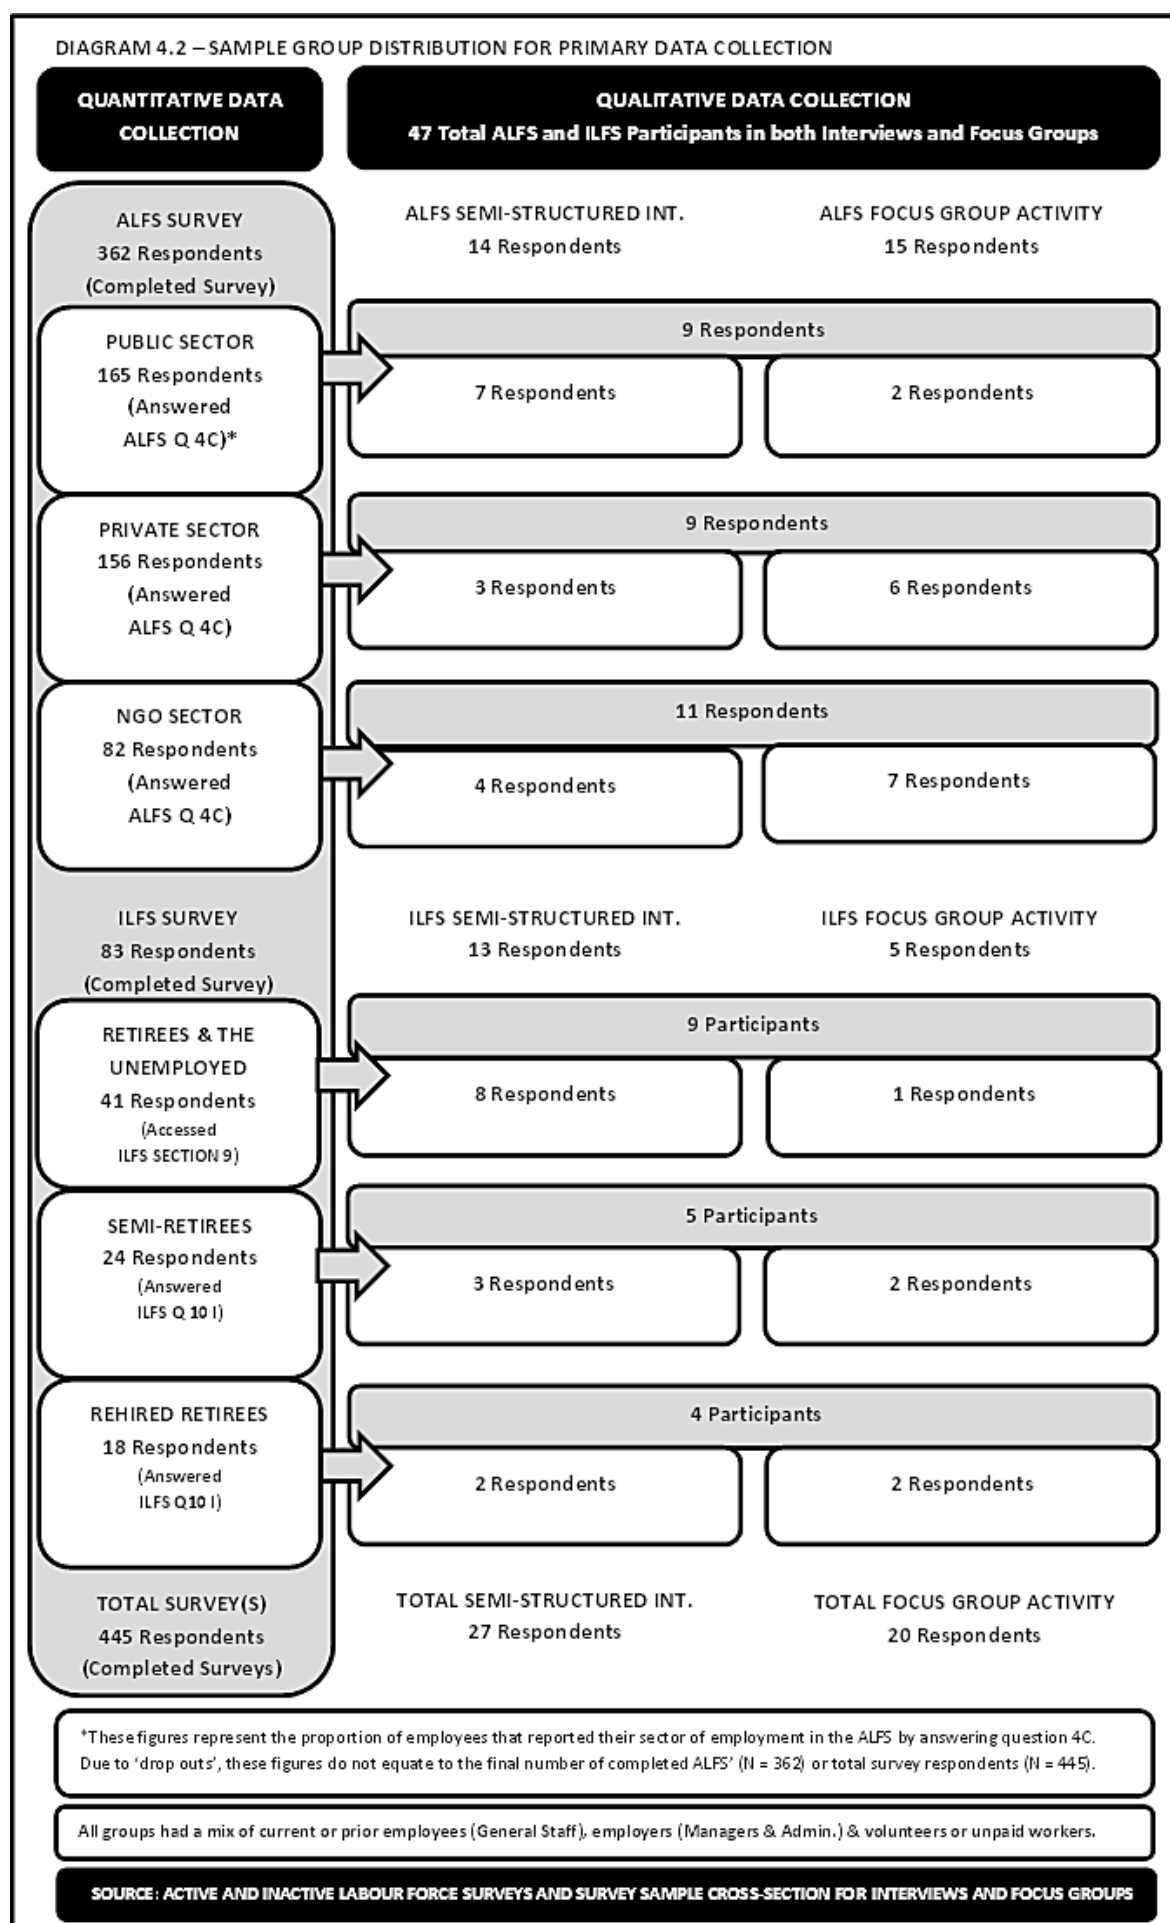 DIAGRAM 4.2 – SAMPLE GROUP DISTRIBUTION FOR PRIMARY DATA COLLECTION
QUANTITATIVE DATA
COLLECTION
QUALITATIVE DATA COLLECTION
47 Total ALFS and ILFS Participants in both Interviews and Focus Groups
ALFS SURVEY
362 Respondents
(Completed Survey)
ALFS SEMI-STRUCTURED INT.
14 Respondents
ALFS FOCUS GROUP ACTIVITY
15 Respondents
PUBLIC SECTOR
165 Respondents
(Answered
ALFS Q 4C)*
9 Respondents
7 Respondents
2 Respondents
PRIVATE SECTOR
156 Respondents
(Answered
ALFS Q 4C)
9 Respondents
3 Respondents
6 Respondents
NGO SECTOR
82 Respondents
(Answered
ALFS Q 4C)
11 Respondents
4 Respondents
7 Respondents
ILFS SURVEY
83 Respondents
(Completed Survey)
ILFS SEMI-STRUCTURED INT.
13 Respondents
ILFS FOCUS GROUP ACTIVITY
5 Respondents
RETIREES & THE
UNEMPLOYED
41 Respondents
(Accessed
ILFS SECTION 9)
9 Participants
8 Respondents
1 Respondents
SEMI-RETIREES
24 Respondents
(Answered
ILFS Q 10 I)
5 Participants
3 Respondents
2 Respondents
REHIRED RETIREES
18 Respondents
(Answered
ILFS Q10 I)
4 Participants
2 Respondents
2 Respondents
TOTAL SURVEY(S)
445 Respondents
(Completed Surveys)
TOTAL SEMI-STRUCTURED INT.
27 Respondents
TOTAL FOCUS GROUP ACTIVITY
20 Respondents
*These figures represent the proportion of employees that reported their sector of employment in the ALFS by answering question 4C.
Due to ‘drop outs’, these figures do not equate to the final number of completed ALFS’ (N = 362) or total survey respondents (N = 445).
All groups had a mix of current or prior employees (General Staff), employers (Managers & Admin.) & volunteers or unpaid workers.
SOURCE: ACTIVE AND INACTIVE LABOUR FORCE SURVEYS AND SURVEY SAMPLE CROSS-SECTION FOR INTERVIEWS AND FOCUS GROUPS